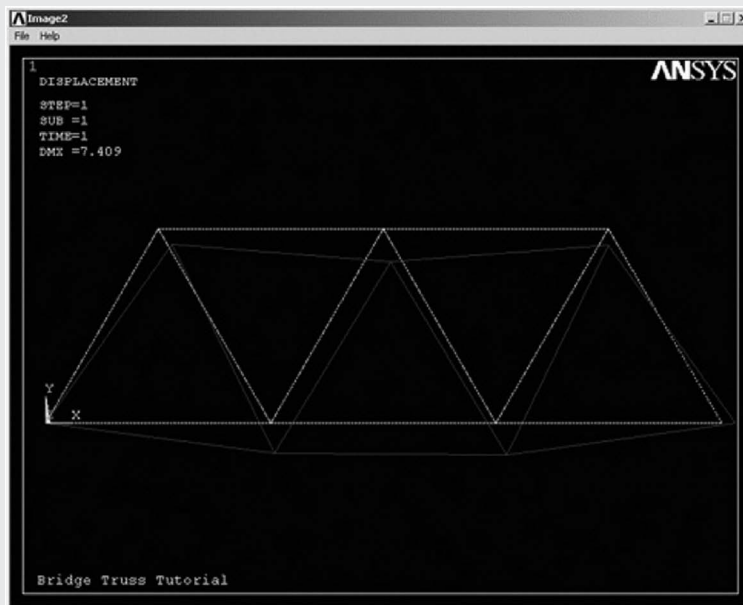 Image2
File Help
1
ANSYS
DISPLACEMENT
STEP=1
SUB =1
TIME=1
DMX =7.409
Y
X
Bridge Truss Tutorial